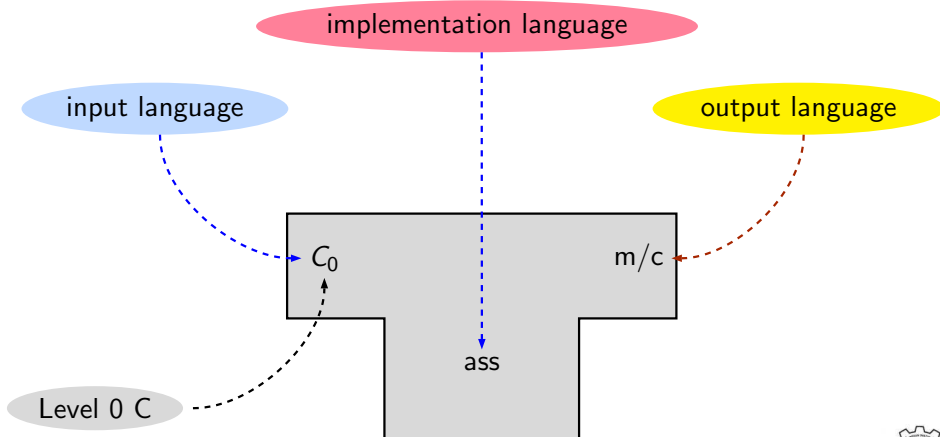 implementation language
input language
output language
C₀
m/c
ass
Level 0 C